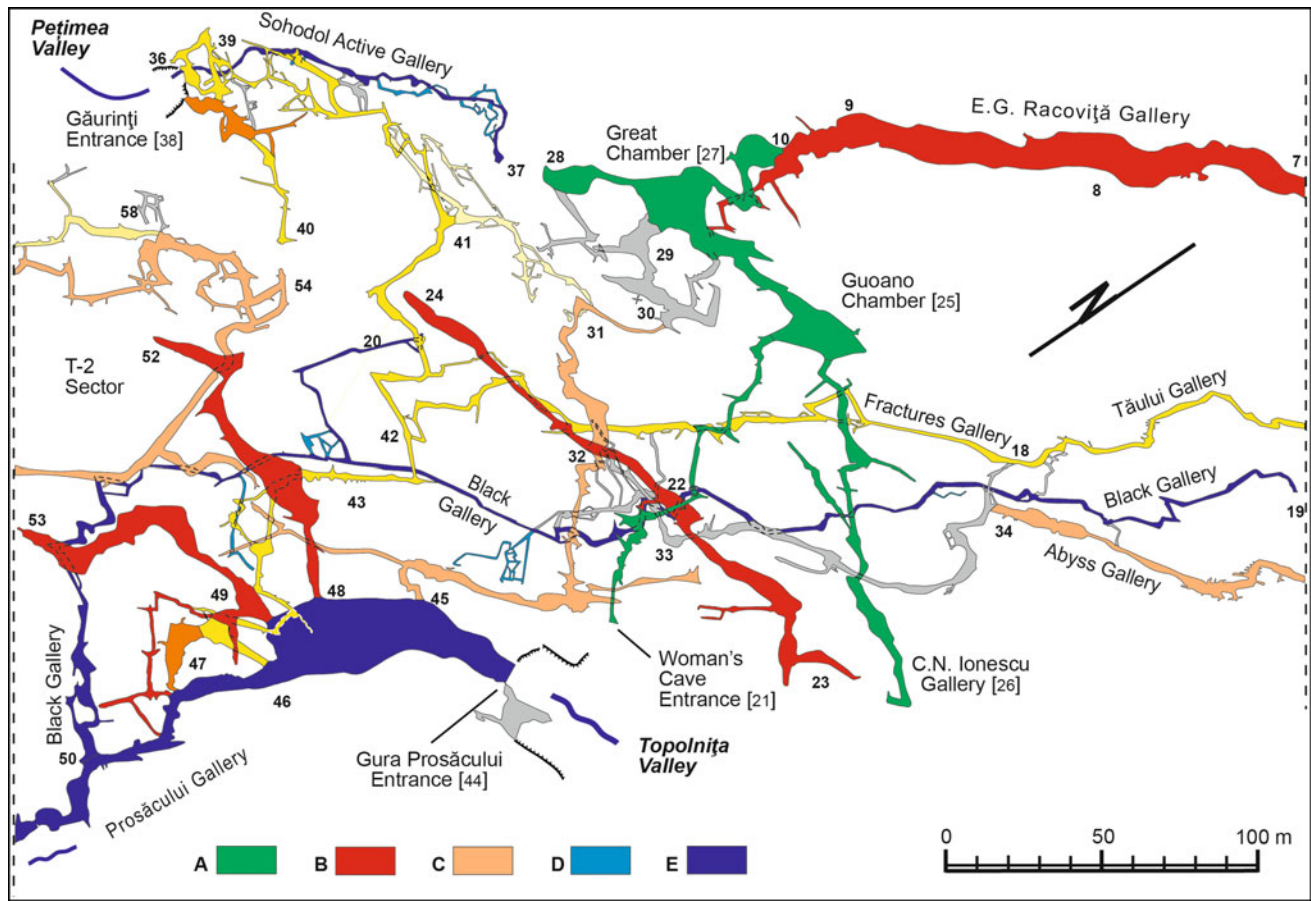 Pețimea
Valley
36
39
Sohodol Active Gallery
Găurinți
Entrance [38]
37
Great
Chamber [27]
28
10
9
E.G. Racoviță Gallery
7
8
58
40
41
29
54
24
30
31
Guoano
Chamber [25]
N
52
20
T-2
Sector
42
Fractures Gallery
18
Tăului Gallery
32
22
43
Black
Gallery
Black Gallery
19
53
33
34
Abyss Gallery
49
48
45
47
46
Woman's
Cave
Entrance [21]
23
C.N. Ionescu
Gallery [26]
Black Gallery
50
Prosăcului Gallery
Gura Prosăcului
Entrance [44]
Topolnița
Valley
A
B
C
D
E
0
50
100 m